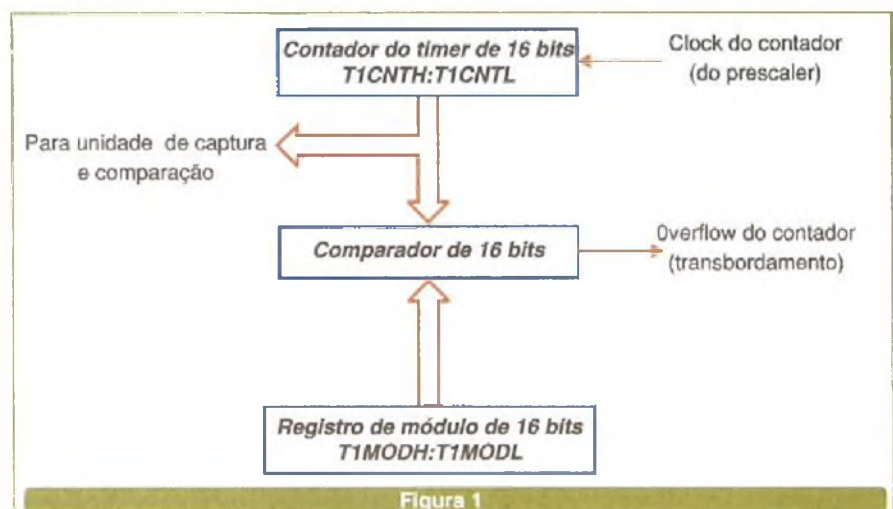 Contador do timer de 16 bits
T1CNTH:T1CNTL
Clock do contador
(do prescaler)
Para unidade de captura
e comparação
Comparador de 16 bits
Overflow do contador
(transbordamento)
Registro de módulo de 16 bits
T1MODH:T1MODL
Figura 1